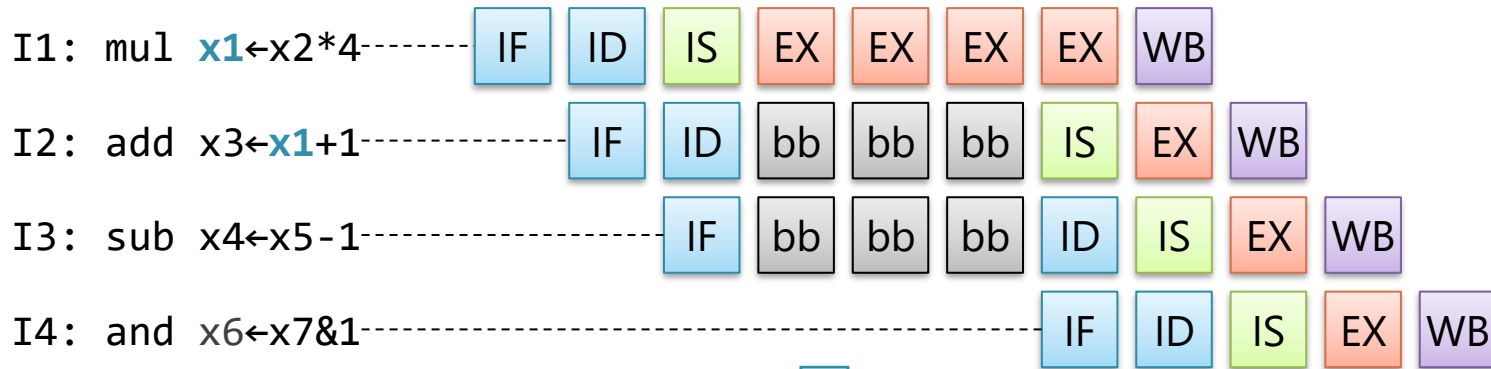 I1: mul x1←x2*4 IF ID IS EX EX EX EX WB
I2: add x3←x1+1 IF ID bb bb bb IS EX WB
I3: sub x4←x5-1 IF bb bb bb ID IS EX WB
I4: and x6←x7&1 IF ID IS EX WB